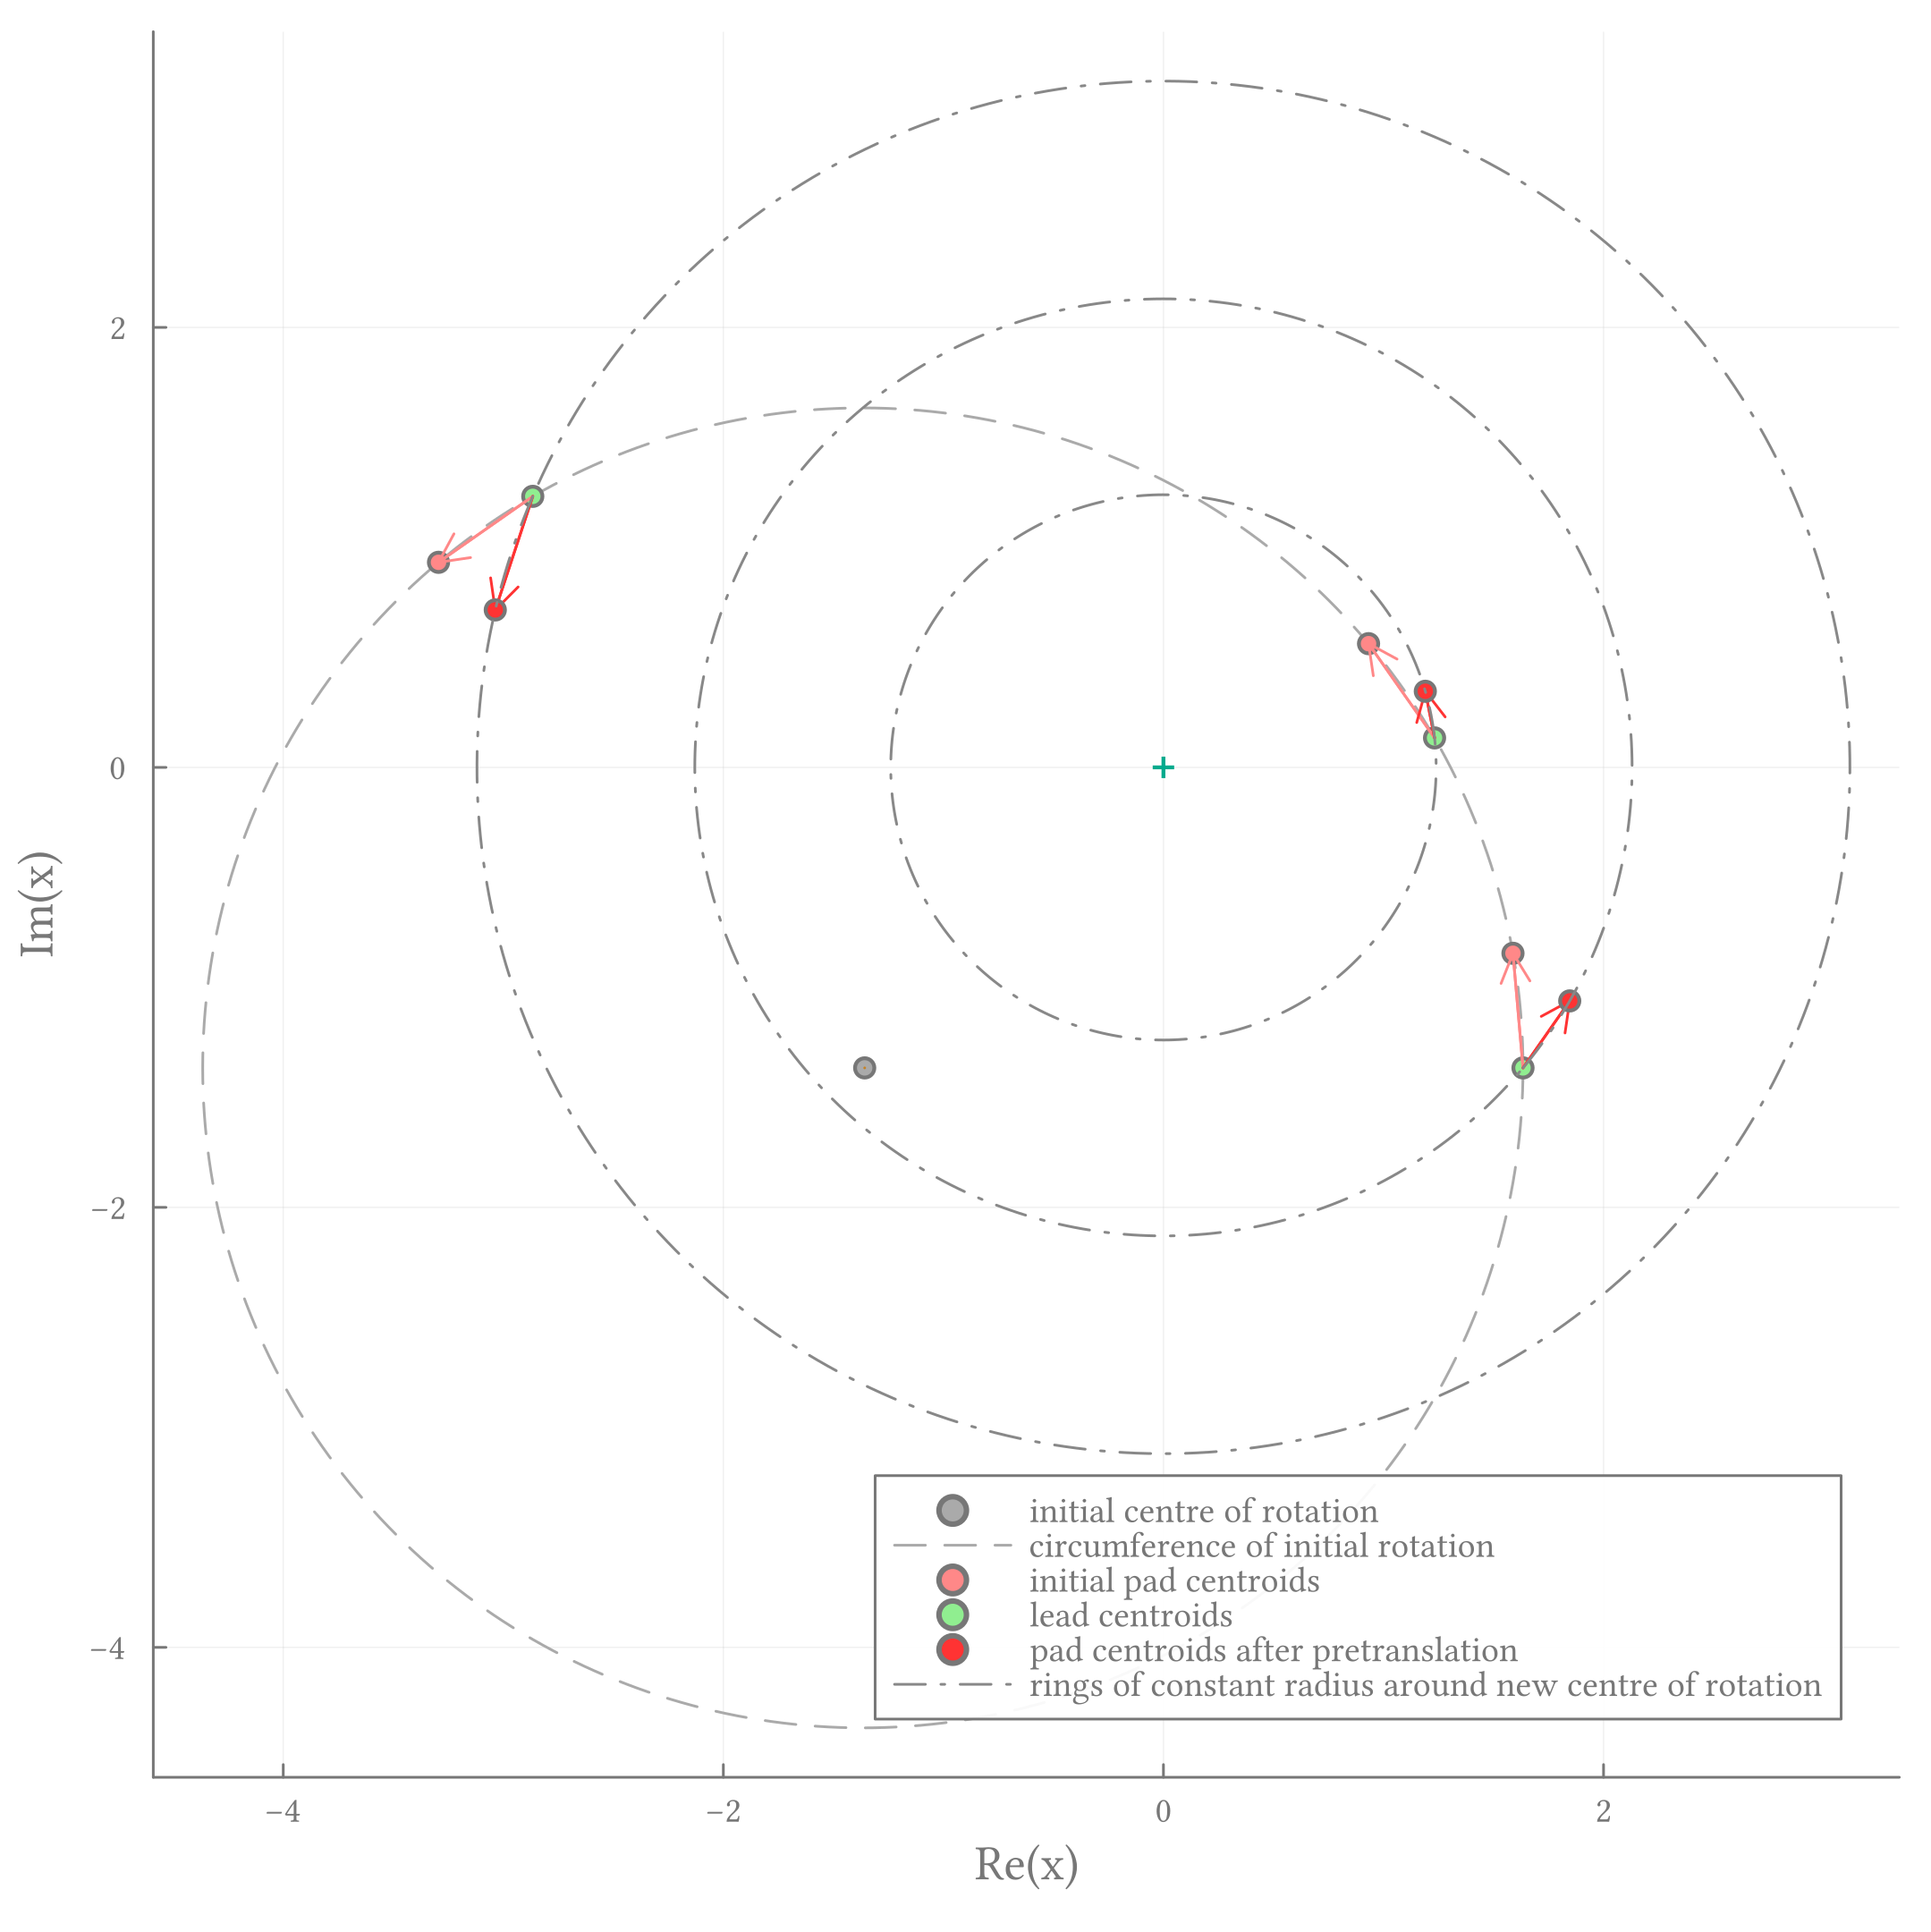 2
0
−2
−4
Im(x)
−4
−2
0
2
Re(x)
initial centre of rotation
circumference of initial rotation
initial pad centroids
lead centroids
pad centroids after pretranslation
rings of constant radius around new centre of rotation